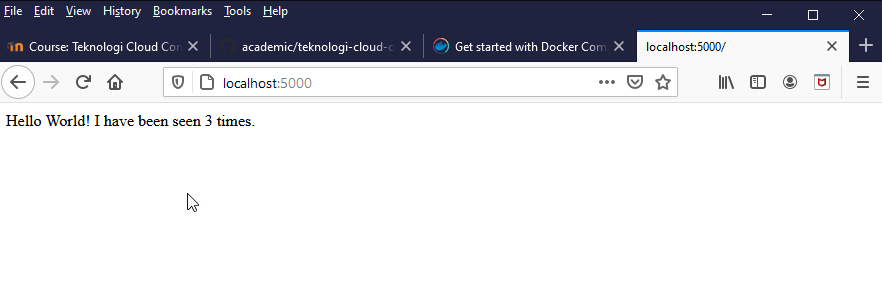 File Edit View History Bookmarks Tools Help
Course: Teknologi Cloud Con
academic/teknologi-cloud-c
Get started with Docker Com
localhost:5000/
localhost:5000
Hello World! I have been seen 3 times.